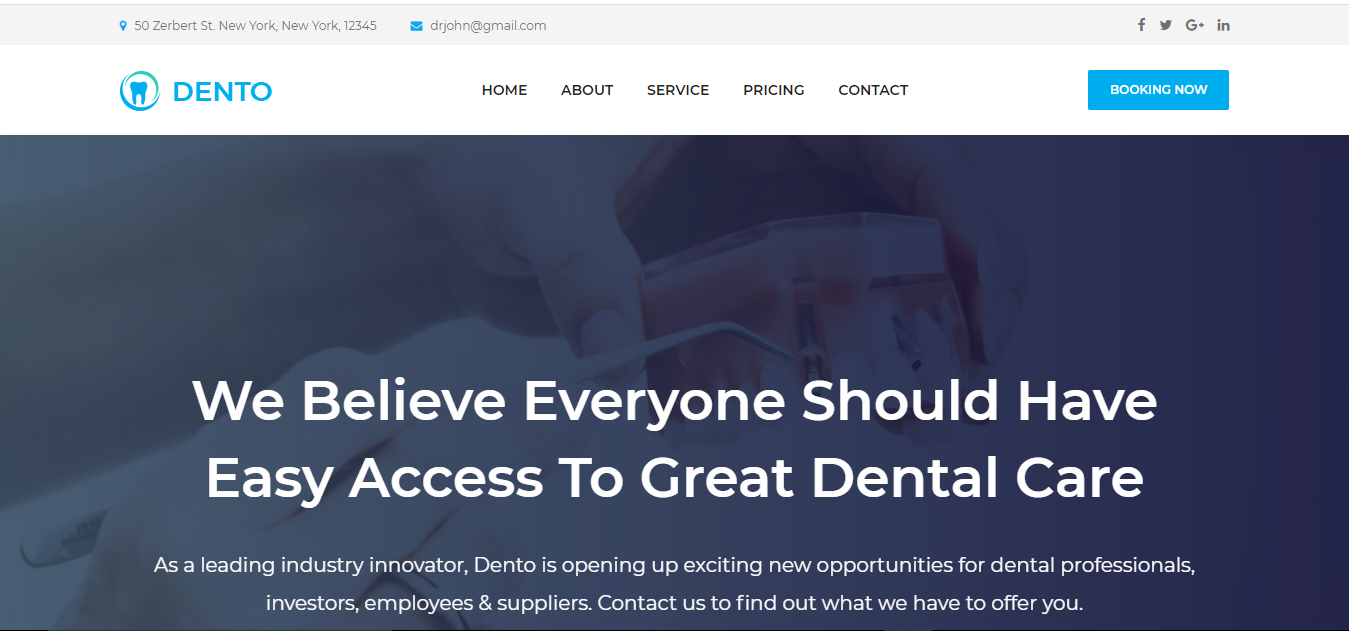 50 Zerbert St. New York, New York, 12345 drjohn@gmail.com
DENTO HOME ABOUT SERVICE PRICING CONTACT BOOKING NOW
We Believe Everyone Should Have
Easy Access To Great Dental Care
As a leading industry innovator, Dento is opening up exciting new opportunities for dental professionals,
investors, employees & suppliers. Contact us to find out what we have to offer you.